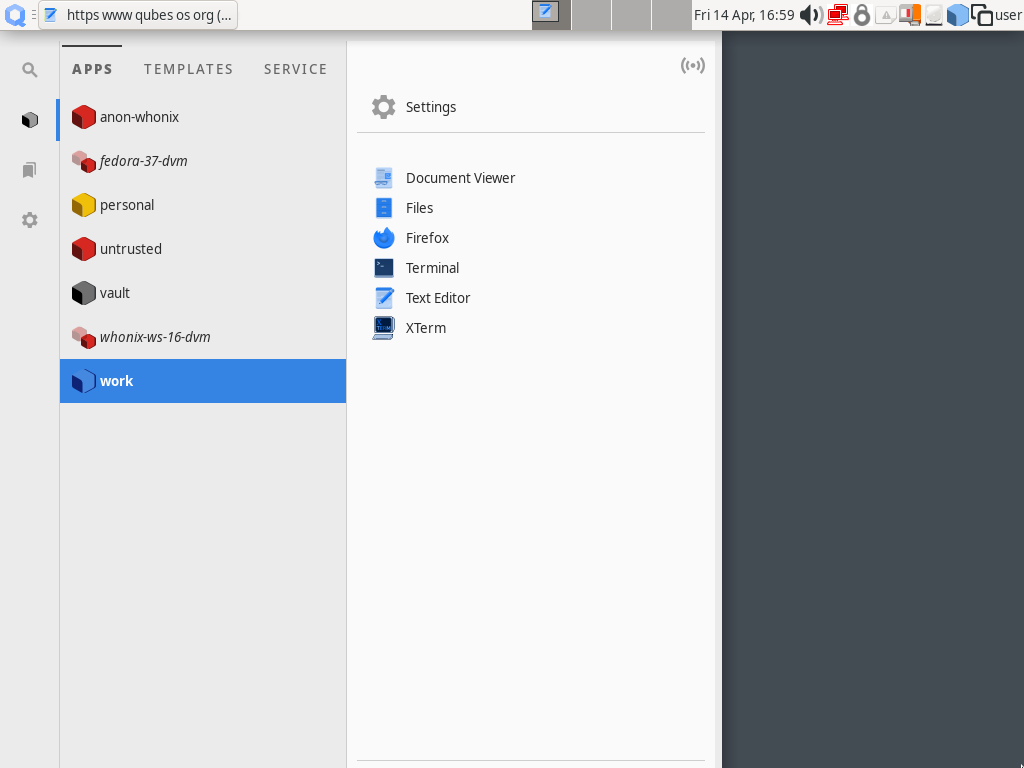 https www qubes os org (...
Fri 14 Apr, 16:59
user
APPS TEMPLATES SERVICE
anon-whonix
fedora-37-dvm
personal
untrusted
vault
whonix-ws-16-dvm
work
Settings
Document Viewer
Files
Firefox
Terminal
Text Editor
XTerm